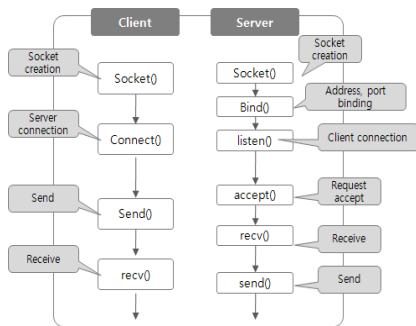 Client
Server
Socket
creation
Socket()
Server
connection
Connect()
Send
Send()
Receive
recv()
Socket
creation
Socket()
Address, port
binding
Bind()
Client connection
listen()
Request
accept
accept()
recv()
Receive
send()
Send